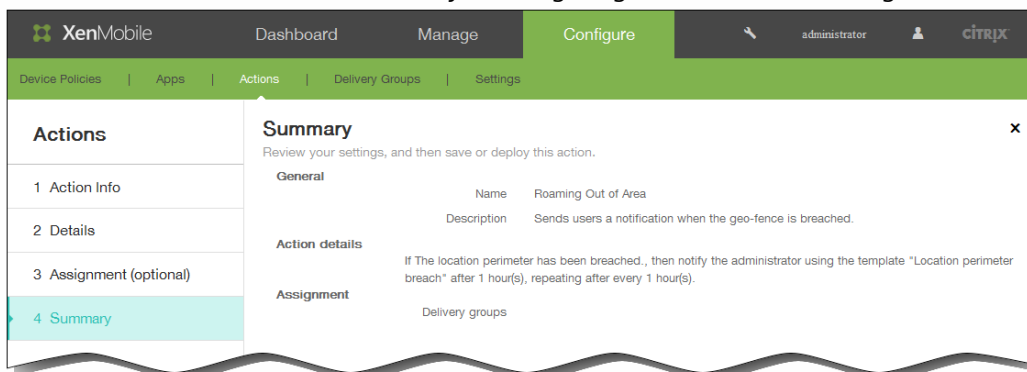 XenMobile Dashboard Manage Configure administrator CİTRIX
Device Policies | Apps | Actions | Delivery Groups | Settings
Actions
1 Action Info
2 Details
3 Assignment (optional)
4 Summary
Summary
Review your settings, and then save or deploy this action.
General
Name Roaming Out of Area
Description Sends users a notification when the geo-fence is breached.
Action details
If The location perimeter has been breached., then notify the administrator using the template "Location perimeter
breach" after 1 hour(s), repeating after every 1 hour(s).
Assignment
Delivery groups